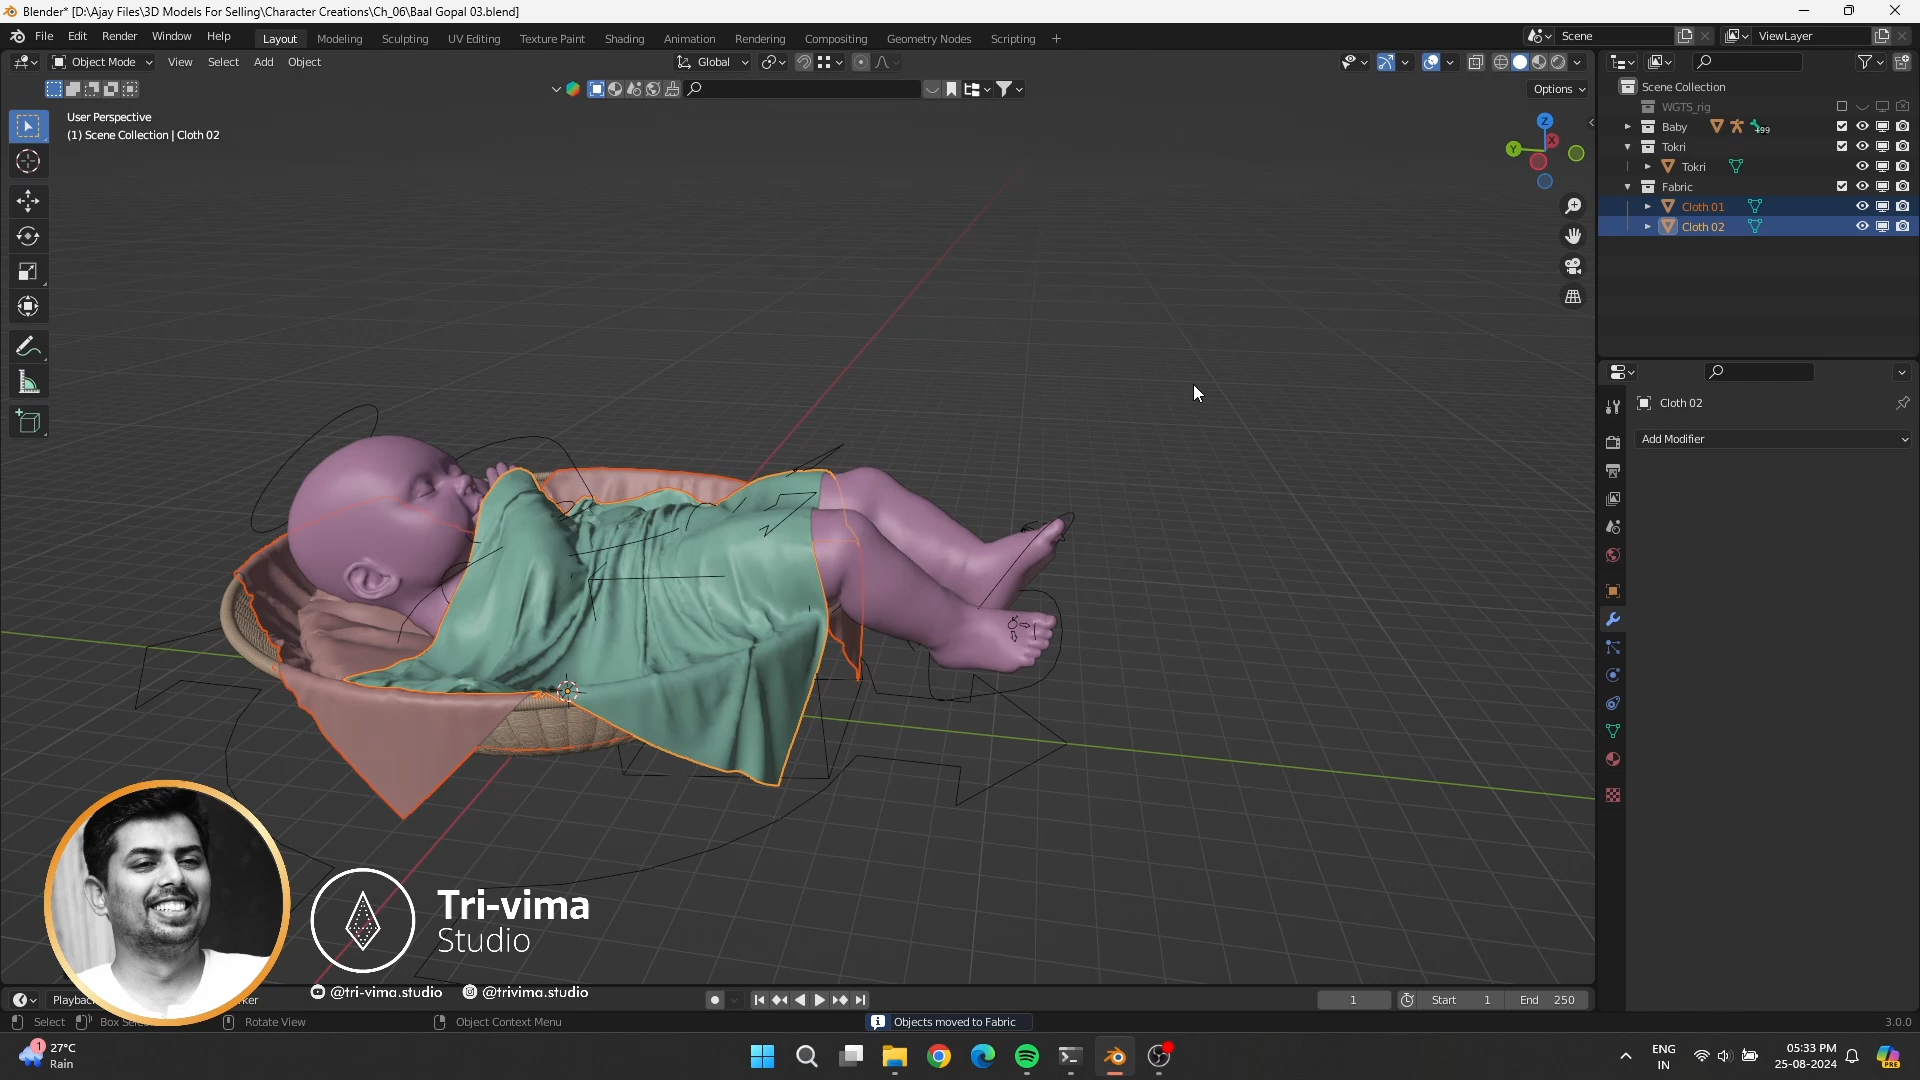 Blender* [D:\Ajay Files\3D Models For Selling\Character Creations\Ch_06\Baal Gopal 03.blend]
File Edit Render Window Help Layout Modeling Sculpting UV Editing Texture Paint Shading Animation Rendering Compositing Geometry Nodes Scripting + Scene ViewLayer
Object Mode View Select Add Object Global
Options
User Perspective
(1) Scene Collection | Cloth 02
Z
X
Y
Scene Collection
WGTS_rig
Baby
99
Tokri
Tokri
Fabric
Cloth 01
Cloth 02
Cloth 02
Add Modifier
Tri-vima
Studio
@tri-vima.studio @trivima.studio
1 Start 1 End 250
Select Rotate View Object Context Menu Objects moved to Fabric 3.0.0
1
27°C
Rain
ENG
IN
05:33 PM
25-08-2024
PRE